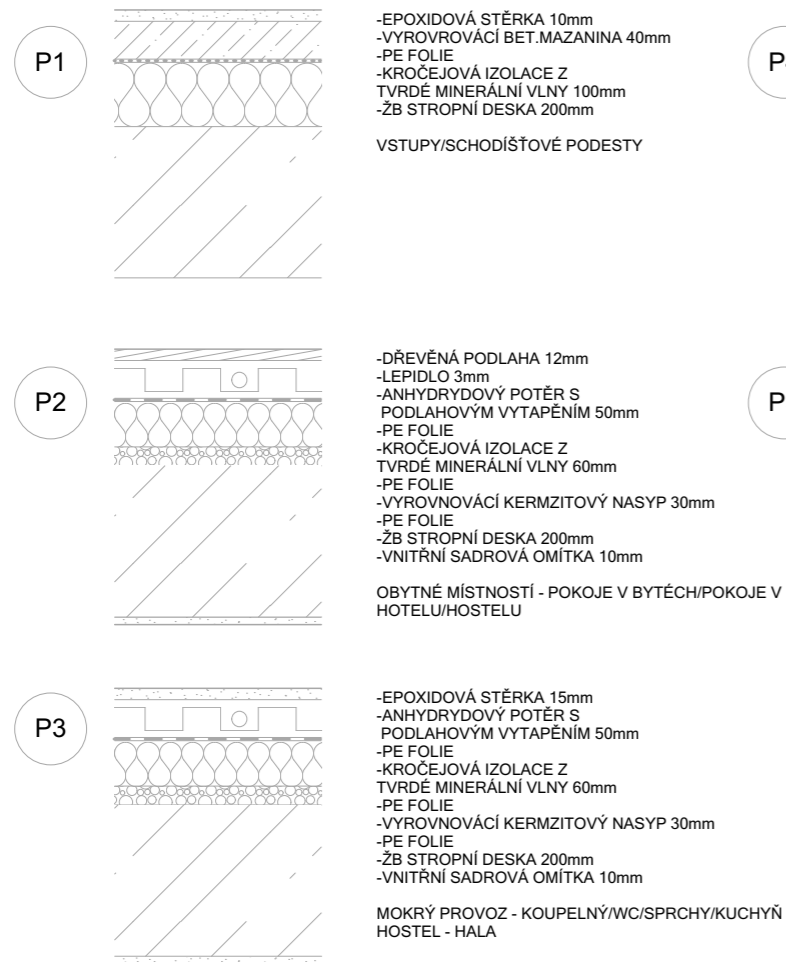 P1
-EPOXIDOVÁ STĚRKA 10mm
-VYROVROVÁCÍ BET.MAZANINA 40mm
-PE FOLIE
-KROČEJOVÁ IZOLACE Z
TVRDÉ MINERÁLNÍ VLNY 100mm
-ŽB STROPNÍ DESKA 200mm
VSTUPY/SCHODÍŠŤOVÉ PODESTY
P2
-DŘEVĚNÁ PODLAHA 12mm
-LEPIDLO 3mm
-ANHYDRYDOVÝ POTĚR S
PODLAHOVÝM VYTAPĚNÍM 50mm
-PE FOLIE
-KROČEJOVÁ IZOLACE Z
TVRDÉ MINERÁLNÍ VLNY 60mm
-PE FOLIE
-VYROVNOVÁCÍ KERMZITOVÝ NASYP 30mm
-PE FOLIE
-ŽB STROPNÍ DESKA 200mm
-VNITŘNÍ SADROVÁ OMÍTKA 10mm
OBYTNÉ MÍSTNOSTÍ - POKOJE V BYTÉCH/POKOJE V
HOTELU/HOSTELU
P3
-EPOXIDOVÁ STĚRKA 15mm
-ANHYDRYDOVÝ POTĚR S
PODLAHOVÝM VYTAPĚNÍM 50mm
-PE FOLIE
-KROČEJOVÁ IZOLACE Z
TVRDÉ MINERÁLNÍ VLNY 60mm
-PE FOLIE
-VYROVNOVÁCÍ KERMZITOVÝ NASYP 30mm
-PE FOLIE
-ŽB STROPNÍ DESKA 200mm
-VNITŘNÍ SADROVÁ OMÍTKA 10mm
MOKRÝ PROVOZ - KOUPELNÝ/WC/SPRCHY/KUCHYŇ
HOSTEL - HALA